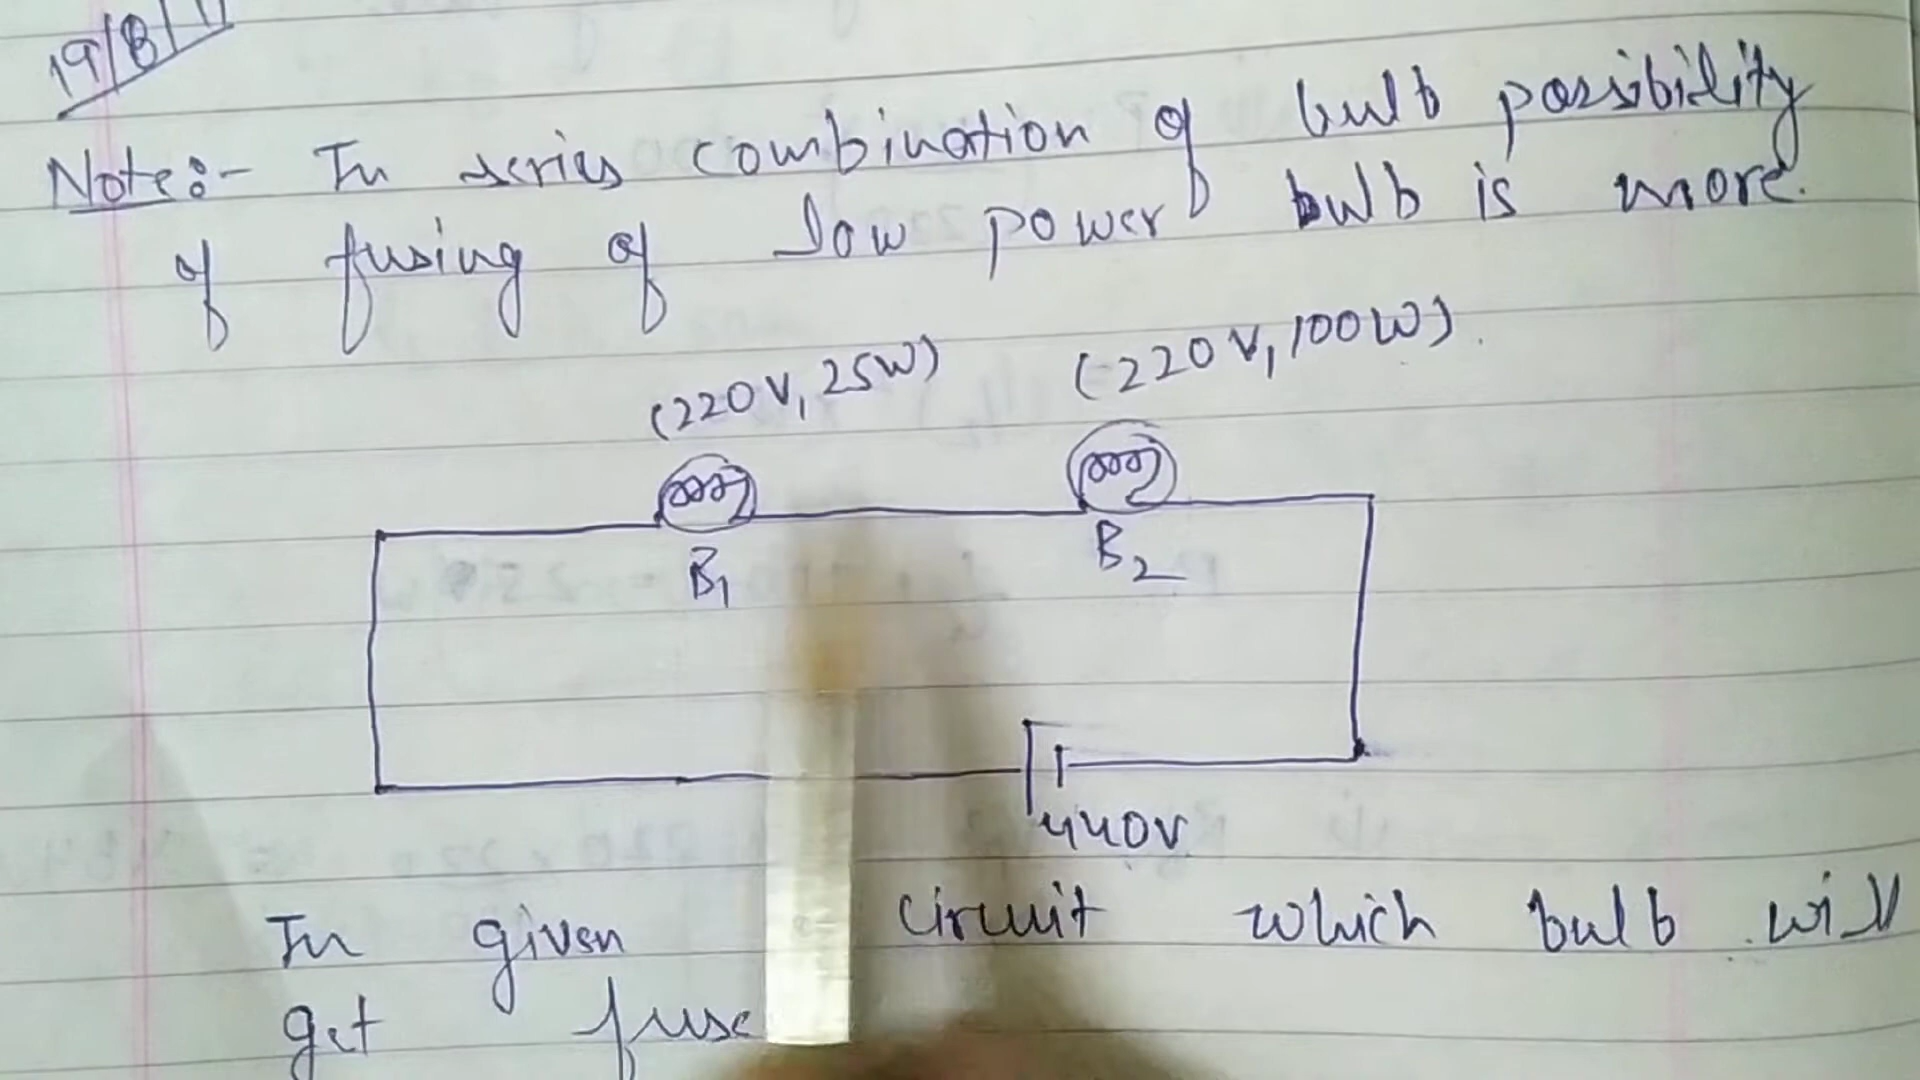 19/8/11
Note:- In series combination of bulb possibility
of fusing of low power bulb is more.
(220V, 25W) (220V, 100W).
B1 B2
440V
In given circuit which bulb will
get fuse